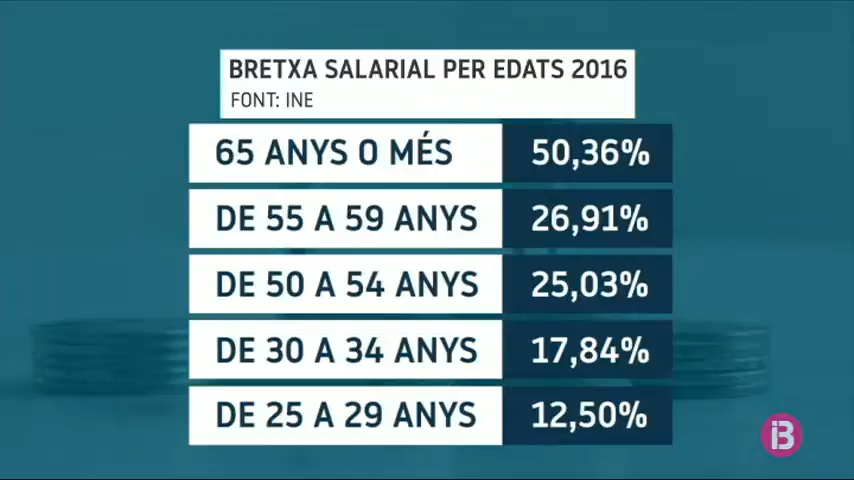 BRETXA SALARIAL PER EDATS 2016
FONT: INE
65 ANYS O MÉS 50,36%
DE 55 A 59 ANYS 26,91%
DE 50 A 54 ANYS 25,03%
DE 30 A 34 ANYS 17,84%
DE 25 A 29 ANYS 12,50%
iB